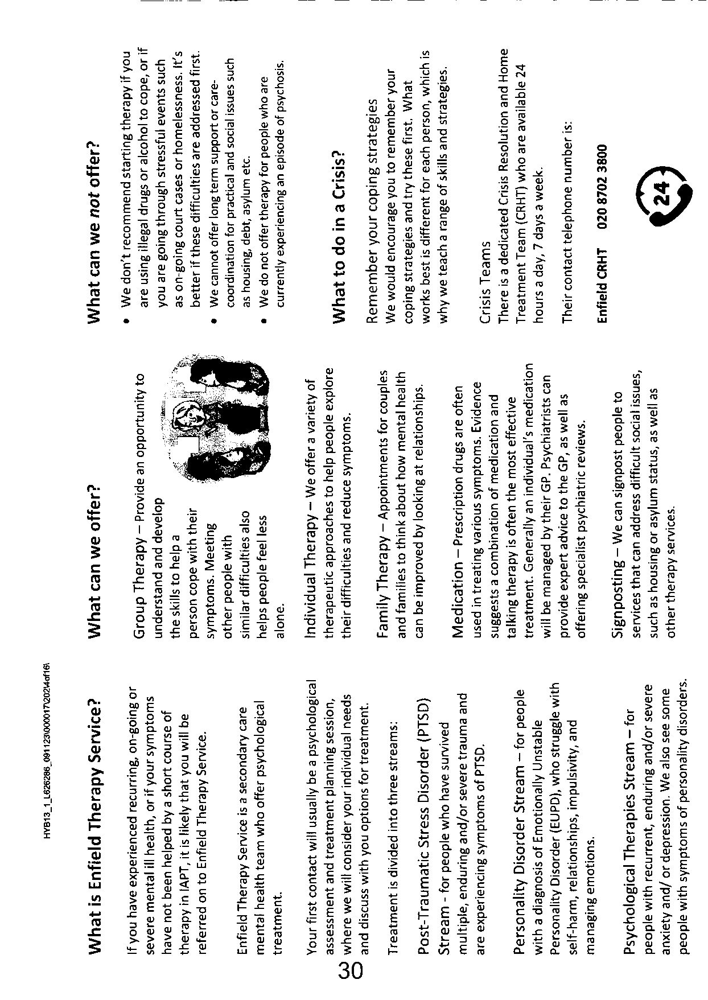 HYB13_1_L626286_091123\000017\202\4of16\
What is Enfield Therapy Service?
If you have experienced recurring, on-going or
severe mental ill health, or if your symptoms
have not been helped by a short course of
therapy in IAPT, it is likely that you will be
referred on to Enfield Therapy Service.
Enfield Therapy Service is a secondary care
mental health team who offer psychological
treatment.
Your first contact will usually be a psychological
assessment and treatment planning session,
where we will consider your individual needs
and discuss with you options for treatment.
Treatment is divided into three streams:
Post-Traumatic Stress Disorder (PTSD)
Stream - for people who have survived
multiple, enduring and/or severe trauma and
are experiencing symptoms of PTSD.
Personality Disorder Stream – for people
with a diagnosis of Emotionally Unstable
Personality Disorder (EUPD), who struggle with
self-harm, relationships, impulsivity, and
managing emotions.
Psychological Therapies Stream – for
people with recurrent, enduring and/or severe
anxiety and/ or depression. We also see some
people with symptoms of personality disorders.
What can we offer?
Group Therapy – Provide an opportunity to
understand and develop
the skills to help a
person cope with their
symptoms. Meeting
other people with
similar difficulties also
helps people feel less
alone.
Individual Therapy – We offer a variety of
therapeutic approaches to help people explore
their difficulties and reduce symptoms.
Family Therapy – Appointments for couples
and families to think about how mental health
can be improved by looking at relationships.
Medication – Prescription drugs are often
used in treating various symptoms. Evidence
suggests a combination of medication and
talking therapy is often the most effective
treatment. Generally an individual's medication
will be managed by their GP. Psychiatrists can
provide expert advice to the GP, as well as
offering specialist psychiatric reviews.
Signposting – We can signpost people to
services that can address difficult social issues,
such as housing or asylum status, as well as
other therapy services.
What can we not offer?
• We don't recommend starting therapy if you
are using illegal drugs or alcohol to cope, or if
you are going through stressful events such
as on-going court cases or homelessness. It's
better if these difficulties are addressed first.
• We cannot offer long term support or care-
coordination for practical and social issues such
as housing, debt, asylum etc.
• We do not offer therapy for people who are
currently experiencing an episode of psychosis.
What to do in a Crisis?
Remember your coping strategies
We would encourage you to remember your
coping strategies and try these first. What
works best is different for each person, which is
why we teach a range of skills and strategies.
Crisis Teams
There is a dedicated Crisis Resolution and Home
Treatment Team (CRHT) who are available 24
hours a day, 7 days a week.
Their contact telephone number is:
Enfield CRHT 020 8702 3800
24
30